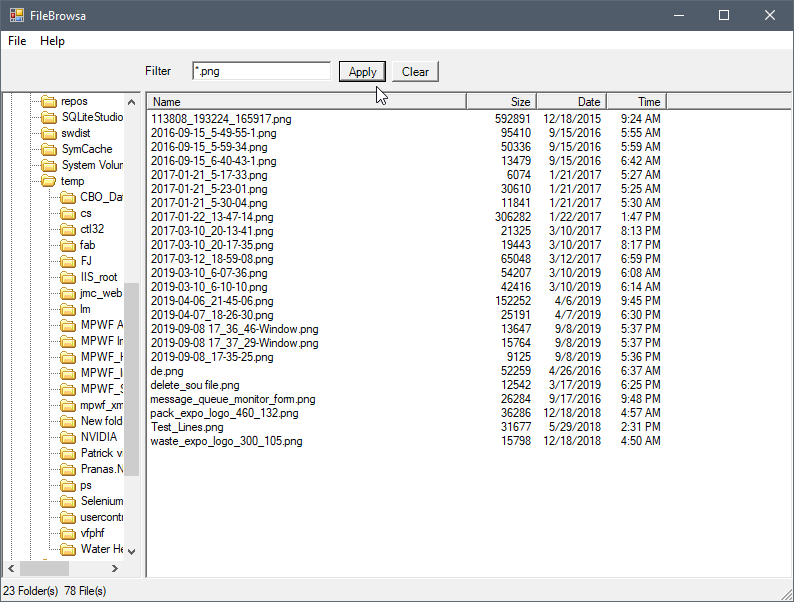 FileBrowsa
File Help
Filter *.png Apply Clear
repos
SQLiteStudio
swdist
SymCache
System Volur
temp
CBO_Da
cs
ctl32
fab
FJ
IIS_root
jmc_web
lm
MPWF A
MPWF In
MPWF_H
MPWF_I
MPWF_S
mpwf_xm
New fold
NVIDIA
Patrick v
Pranas.N
ps
Selenium
usercontr
vfphf
Water He
Name Size Date Time
113808_193224_165917.png 592891 12/18/2015 9:24 AM
2016-09-15_5-49-55-1.png 95410 9/15/2016 5:55 AM
2016-09-15_5-59-34.png 50336 9/15/2016 5:59 AM
2016-09-15_6-40-43-1.png 13479 9/15/2016 6:42 AM
2017-01-21_5-17-33.png 6074 1/21/2017 5:27 AM
2017-01-21_5-23-01.png 30610 1/21/2017 5:25 AM
2017-01-21_5-30-04.png 11841 1/21/2017 5:30 AM
2017-01-22_13-47-14.png 306282 1/22/2017 1:47 PM
2017-03-10_20-13-41.png 21325 3/10/2017 8:13 PM
2017-03-10_20-17-35.png 19443 3/10/2017 8:17 PM
2017-03-12_18-59-08.png 65048 3/12/2017 6:59 PM
2019-03-10_6-07-36.png 54207 3/10/2019 6:08 AM
2019-03-10_6-10-10.png 42416 3/10/2019 6:14 AM
2019-04-06_21-45-06.png 152252 4/6/2019 9:45 PM
2019-04-07_18-26-30.png 25191 4/7/2019 6:30 PM
2019-09-08 17_36_46-Window.png 13647 9/8/2019 5:37 PM
2019-09-08 17_37_29-Window.png 15764 9/8/2019 5:37 PM
2019-09-08_17-35-25.png 9125 9/8/2019 5:36 PM
de.png 52259 4/26/2016 6:37 AM
delete_sou file.png 12542 3/17/2019 6:25 PM
message_queue_monitor_form.png 26284 9/17/2016 9:48 PM
pack_expo_logo_460_132.png 36286 12/18/2018 4:57 AM
Test_Lines.png 31677 5/29/2018 2:31 PM
waste_expo_logo_300_105.png 15798 12/18/2018 4:50 AM
23 Folder(s) 78 File(s)